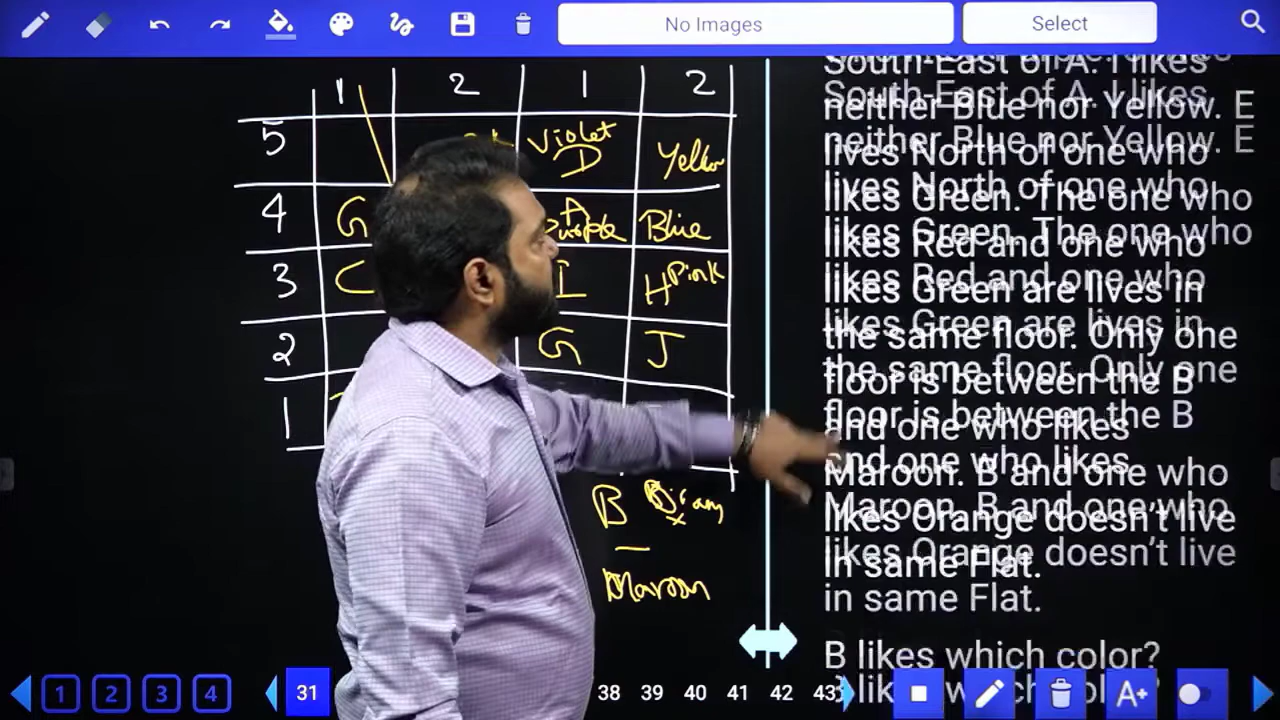 No Images
Select
1 2 1 2
5 Violet D Yellow
4 G A Purple Blue
3 C I H Pink
2 G J
1
B
Maroon
South-East of A. I likes
neither Blue nor Yellow. E
lives North of one who
likes Green. The one who
likes Red and one who
likes Green are lives in
the same floor. Only one
floor is between the B
and one who likes
Maroon. B and one who
likes Orange doesn't live
in same Flat.
B likes which color?
1 2 3 4 31 38 39 40 41 42 43 A+